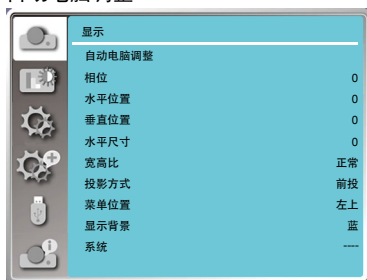 显示
自动电脑调整
相位 0
水平位置 0
垂直位置 0
水平尺寸 0
宽高比 正常
投影方式 前投
菜单位置 左上
显示背景 蓝
系统 ----